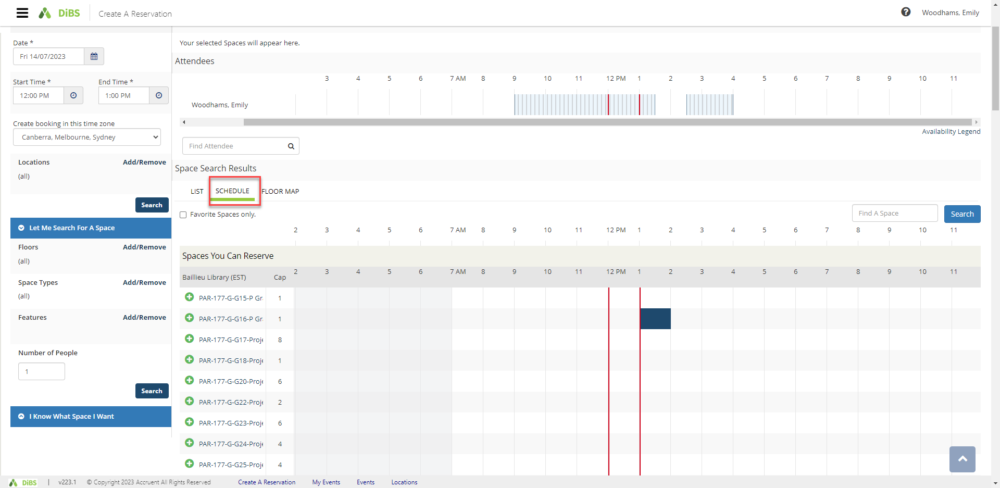 DiBS Create A Reservation
Woodhams, Emily
Date *
Fri 14/07/2023
Start Time * End Time *
12:00 PM 1:00 PM
Create booking in this time zone
Canberra, Melbourne, Sydney
Locations Add/Remove
(all)
Search
Let Me Search For A Space
Floors Add/Remove
(all)
Space Types Add/Remove
(all)
Features Add/Remove
Number of People
1
Search
I Know What Space I Want
Your selected Spaces will appear here.
Attendees
3 4 5 6 7 AM 8 9 10 11 12 PM 1 2 3 4 5 6 7 8 9 10 11
Woodhams, Emily
Availability Legend
Find Attendee
Space Search Results
LIST SCHEDULE FLOOR MAP
Favorite Spaces only.
Find A Space Search
2 3 4 5 6 7 AM 8 9 10 11 12 PM 1 2 3 4 5 6 7 8 9 10 11
Spaces You Can Reserve
Baillieu Library (EST) Cap 2 3 4 5 6 7 AM 8 9 10 11 12 PM 1 2 3 4 5 6 7 8 9 10 11
PAR-177-G-G15-P Gr 1
PAR-177-G-G16-P Gr 1
PAR-177-G-G17-Proje 8
PAR-177-G-G18-Proje 1
PAR-177-G-G20-Proje 6
PAR-177-G-G22-Proje 2
PAR-177-G-G23-Proje 6
PAR-177-G-G24-Proje 4
PAR-177-G-G25-Proje 4
DiBS | v223.1 © Copyright 2023 Accruent All Rights Reserved Create A Reservation My Events Events Locations